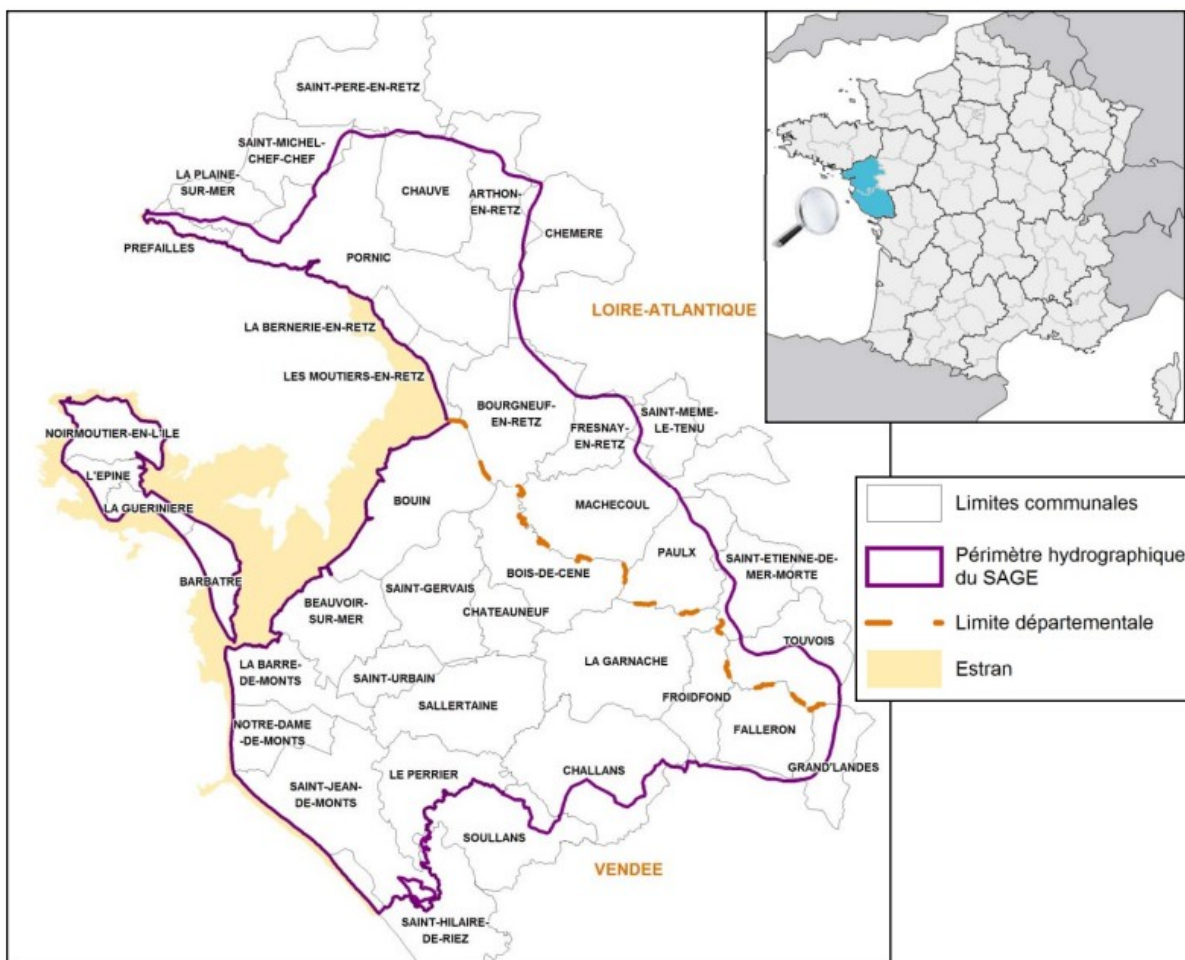 SAINT-PERE-EN-RETZ
SAINT-MICHEL-
CHEF-CHEF
LA PLAINE-
SUR-MER
CHAUVE
ARTHON-
EN-RETZ
CHEMERE
PREFAILLES
PORNIC
LOIRE-ATLANTIQUE
LA BERNERIE-EN-RETZ
LES MOUTIERS-EN-RETZ
BOURGNEUF-
EN-RETZ
SAINT-MEME-
LE-TENU
FRESNAY-
EN-RETZ
NOIRMOUTIER-EN-L'ILE
L'EPINE
LA GUERINIERE
BOUIN
MACHECOUL
PAULX
SAINT-ETIENNE-DE-
MER-MORTE
BARBATRE
BOIS-DE-CENE
SAINT-GERVAIS
BEAUVOIR-
SUR-MER
CHATEAUNEUF
TOUVOIS
LA GARNACHE
LA BARRE-
DE-MONTS
SAINT-URBAIN
SALLERTAINE
FROIDFOND
FALLERON
NOTRE-DAME
-DE-MONTS
GRAND'LANDES
LE PERRIER
CHALLANS
SAINT-JEAN-
DE-MONTS
SOULLANS
VENDEE
SAINT-HILAIRE-
DE-RIEZ
Limites communales
Périmètre hydrographique
du SAGE
Limite départementale
Estran